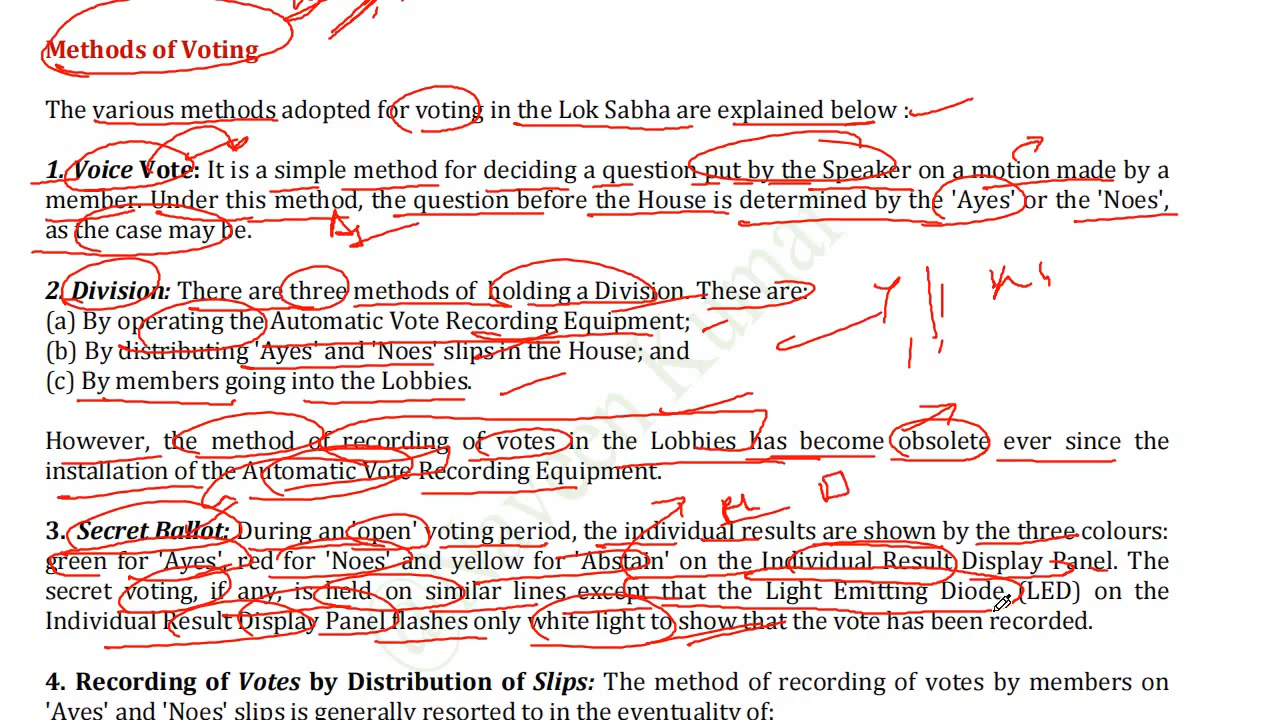 Methods of Voting
The various methods adopted for voting in the Lok Sabha are explained below :
1. Voice Vote: It is a simple method for deciding a question put by the Speaker on a motion made by a
member. Under this method, the question before the House is determined by the 'Ayes' or the 'Noes',
as the case may be.
2. Division: There are three methods of holding a Division. These are:
(a) By operating the Automatic Vote Recording Equipment;
(b) By distributing 'Ayes' and 'Noes' slips in the House; and
(c) By members going into the Lobbies.
However, the method of recording of votes in the Lobbies has become obsolete ever since the
installation of the Automatic Vote Recording Equipment.
3. Secret Ballot: During an 'open' voting period, the individual results are shown by the three colours:
green for 'Ayes', red for 'Noes' and yellow for 'Abstain' on the Individual Result Display Panel. The
secret voting, if any, is held on similar lines except that the Light Emitting Diode (LED) on the
Individual Result Display Panel flashes only white light to show that the vote has been recorded.
4. Recording of Votes by Distribution of Slips: The method of recording of votes by members on
'Ayes' and 'Noes' slips is generally resorted to in the eventuality of: